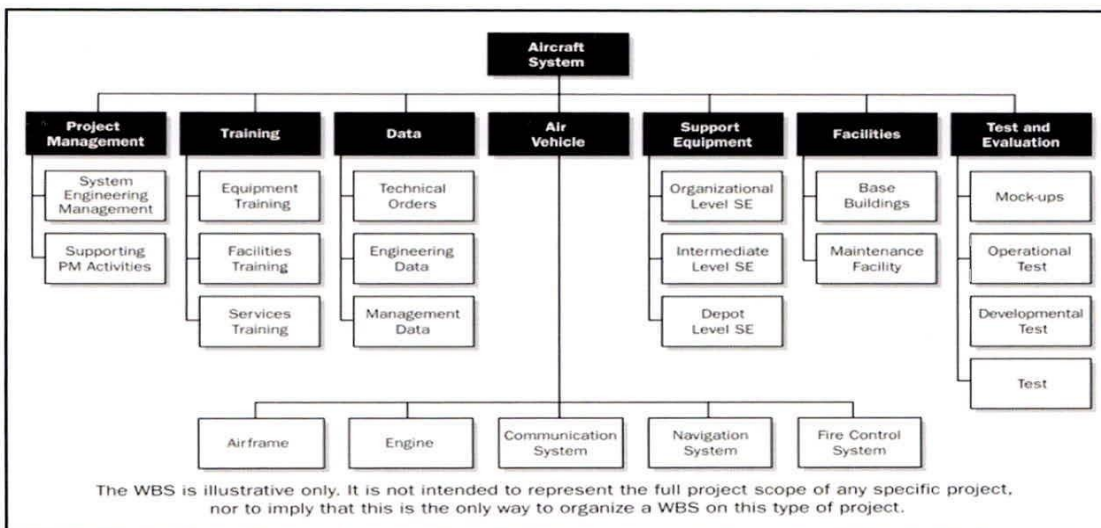 Aircraft
System
Project
Management
Training
Data
Air
Vehicle
Support
Equipment
Facilities
Test and
Evaluation
System
Engineering
Management
Supporting
PM Activities
Equipment
Training
Facilities
Training
Services
Training
Technical
Orders
Engineering
Data
Management
Data
Organizational
Level SE
Intermediate
Level SE
Depot
Level SE
Base
Buildings
Maintenance
Facility
Mock-ups
Operational
Test
Developmental
Test
Test
Airframe
Engine
Communication
System
Navigation
System
Fire Control
System
The WBS is illustrative only. It is not intended to represent the full project scope of any specific project,
nor to imply that this is the only way to organize a WBS on this type of project.